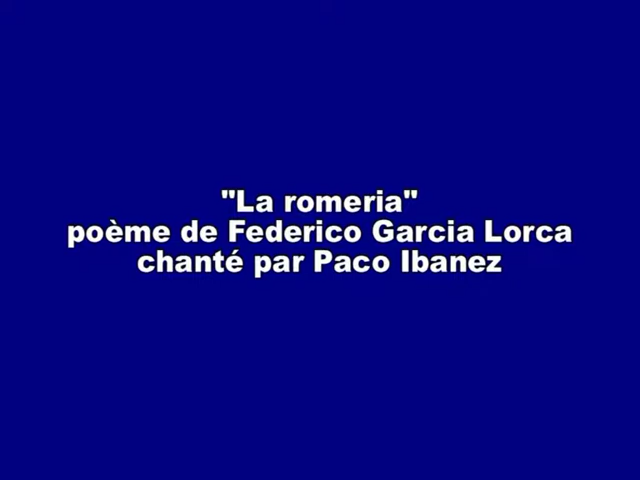 "La romeria"
poème de Federico Garcia Lorca
chanté par Paco Ibanez